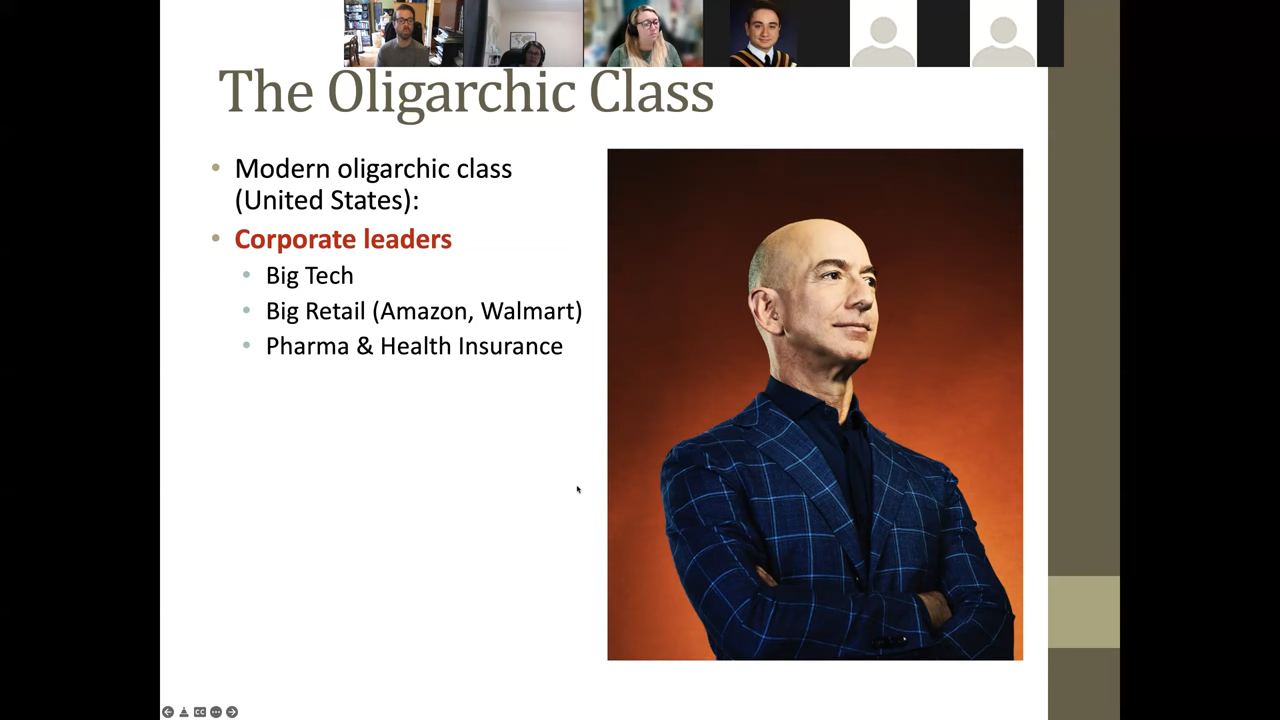 The Oligarchic Class
• Modern oligarchic class
(United States):
• Corporate leaders
• Big Tech
• Big Retail (Amazon, Walmart)
• Pharma & Health Insurance
CC